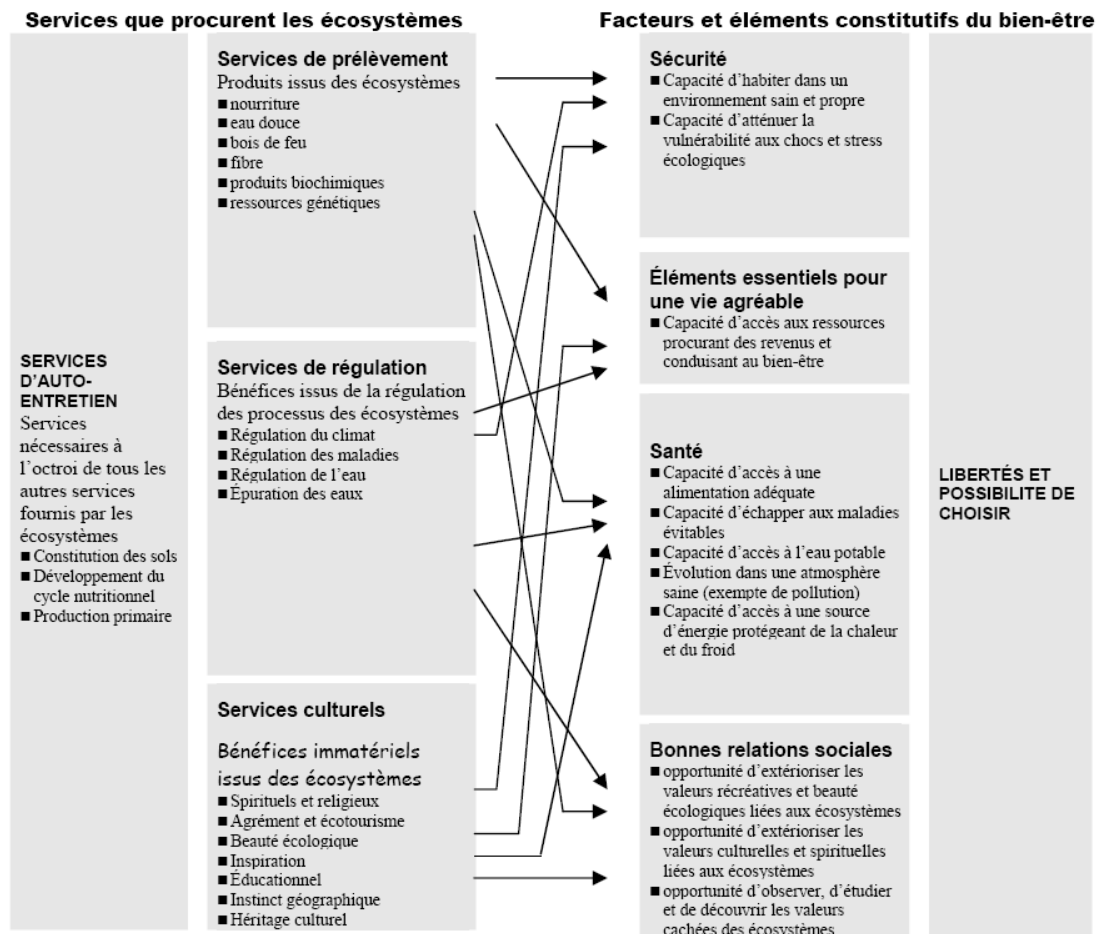 Services que procurent les écosystèmes
Facteurs et éléments constitutifs du bien-être
SERVICES
D’AUTO-
ENTRETIEN
Services
nécessaires à
l’octroi de tous les
autres services
fournis par les
écosystèmes
■ Constitution des sols
■ Développement du
cycle nutritionnel
■ Production primaire
Services de prélèvement
Produits issus des écosystèmes
■ nourriture
■ eau douce
■ bois de feu
■ fibre
■ produits biochimiques
■ ressources génétiques
Services de régulation
Bénéfices issus de la régulation
des processus des écosystèmes
■ Régulation du climat
■ Régulation des maladies
■ Régulation de l’eau
■ Épuration des eaux
Services culturels
Bénéfices immatériels
issus des écosystèmes
■ Spirituels et religieux
■ Agrément et écotourisme
■ Beauté écologique
■ Inspiration
■ Éducationnel
■ Instinct géographique
■ Héritage culturel
Sécurité
■ Capacité d’habiter dans un
environnement sain et propre
■ Capacité d’atténuer la
vulnérabilité aux chocs et stress
écologiques
Éléments essentiels pour
une vie agréable
■ Capacité d’accès aux ressources
procurant des revenus et
conduisant au bien-être
Santé
■ Capacité d’accès à une
alimentation adéquate
■ Capacité d’échapper aux maladies
évitables
■ Capacité d’accès à l’eau potable
■ Évolution dans une atmosphère
saine (exempte de pollution)
■ Capacité d’accès à une source
d’énergie protégeant de la chaleur
et du froid
Bonnes relations sociales
■ opportunité d’extérioriser les
valeurs récréatives et beauté
écologiques liées aux écosystèmes
■ opportunité d’extérioriser les
valeurs culturelles et spirituelles
liées aux écosystèmes
■ opportunité d’observer, d’étudier
et de découvrir les valeurs
cachées des écosystèmes
LIBERTÉS ET
POSSIBILITE DE
CHOISIR